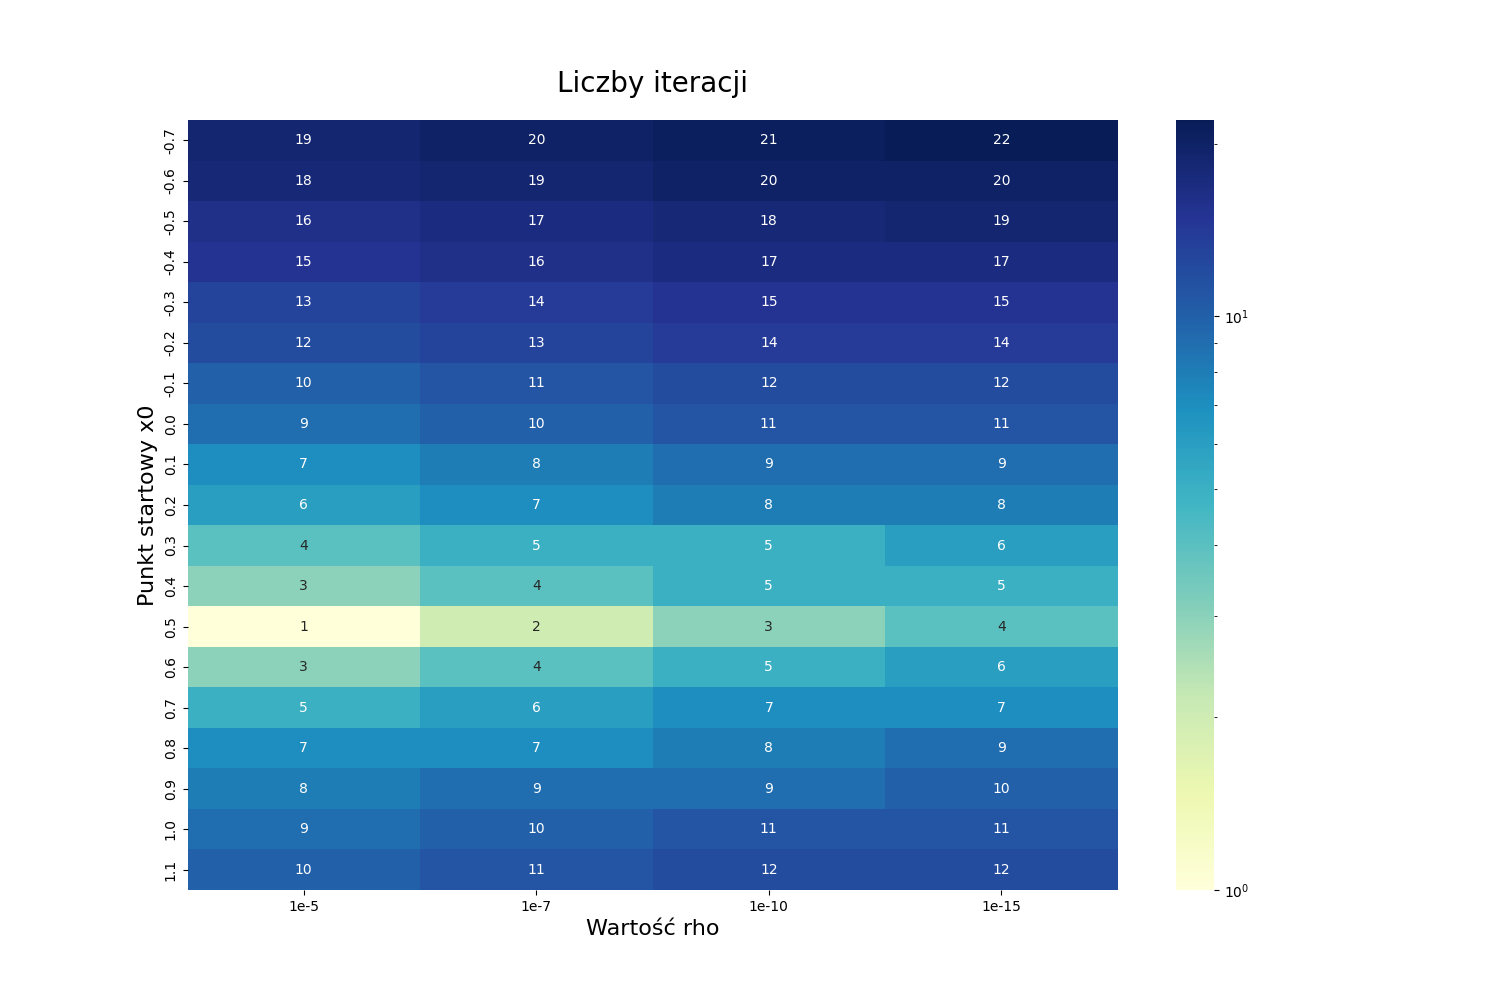 Liczby iteracji
-0.7 19 20 21 22
-0.6 18 19 20 20
-0.5 16 17 18 19
-0.4 15 16 17 17
-0.3 13 14 15 15
-0.2 12 13 14 14
-0.1 10 11 12 12
0.0 9 10 11 11
0.1 7 8 9 9
0.2 6 7 8 8
0.3 4 5 5 6
0.4 3 4 5 5
0.5 1 2 3 4
0.6 3 4 5 6
0.7 5 6 7 7
0.8 7 7 8 9
0.9 8 9 9 10
1.0 9 10 11 11
1.1 10 11 12 12
1e-5 1e-7 1e-10 1e-15
Wartość rho
Punkt startowy x0
10¹
10⁰